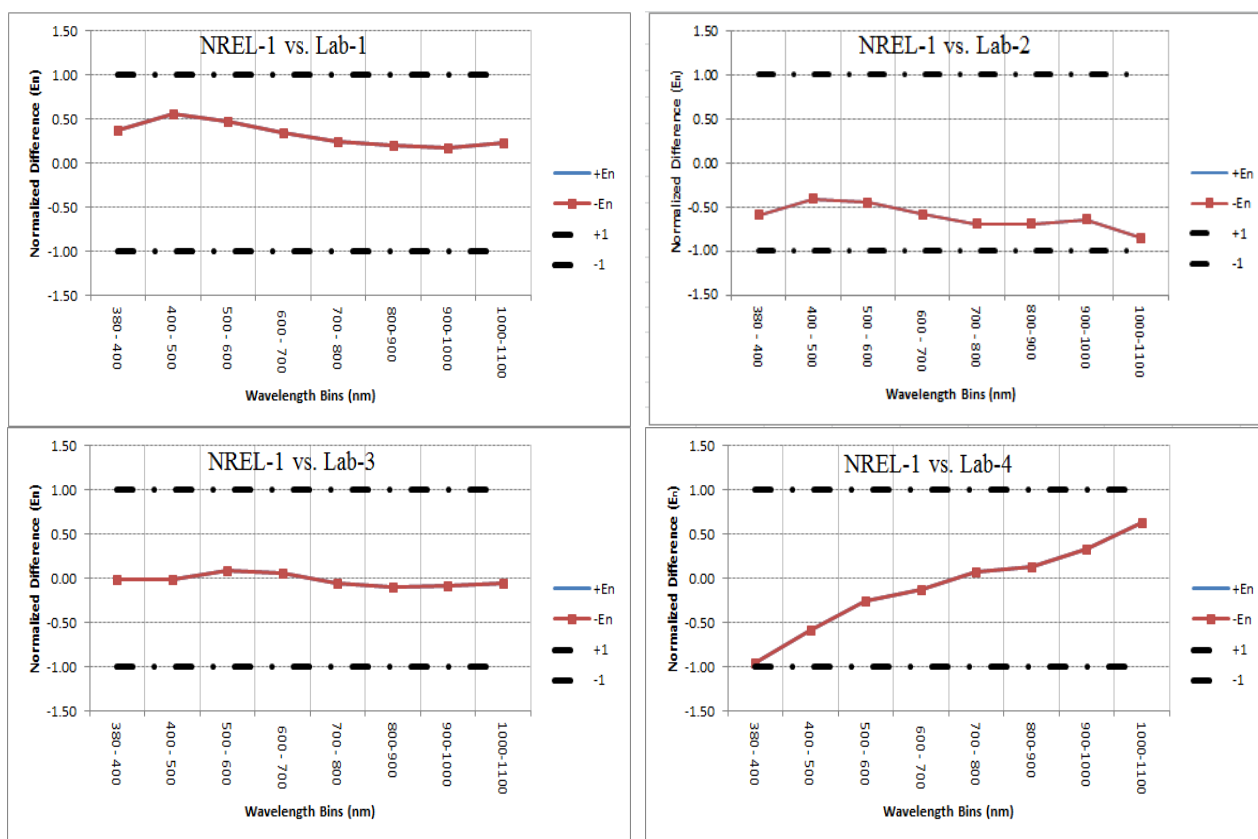 NREL-1 vs. Lab-1
Normalized Difference (En)
1.50
1.00
0.50
0.00
-0.50
-1.00
-1.50
380 - 400
400 - 500
500 - 600
600 - 700
700 - 800
800-900
900-1000
1000-1100
Wavelength Bins (nm)
+En
-En
+1
-1
NREL-1 vs. Lab-2
Normalized Difference (En)
1.50
1.00
0.50
0.00
-0.50
2
-1.00
-1.50
380 - 400
400 - 500
500 - 600
600 - 700
700 - 800
800-900
900-1000
1000-1100
Wavelength Bins (nm)
+En
-En
+1
-1
NREL-1 vs. Lab-3
Normalized Difference (En)
1.50
1.00
0.50
0.00
-0.50
-1.00
-1.50
380 - 400
400 - 500
500 - 600
600 - 700
700 - 800
800-900
900-1000
1000-1100
Wavelength Bins (nm)
+En
-En
+1
-1
NREL-1 vs. Lab-4
Normalized Difference (En)
1.50
1.00
0.50
0.00
-0.50
-1.00
-1.50
380 - 400
400 - 500
500 - 600
600 - 700
700 - 800
800-900
900-1000
1000-1100
Wavelength Bins (nm)
+En
-En
+1
-1